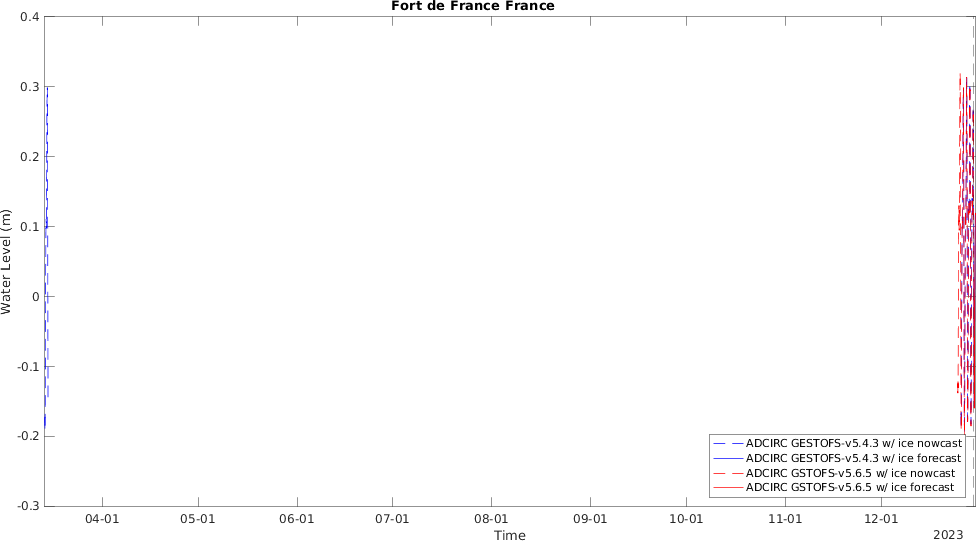 Fort de France France
0.4
0.3
0.2
0.1
0
-0.1
-0.2
-0.3
Water Level (m)
ADCIRC GESTOFS-v5.4.3 w/ ice nowcast
ADCIRC GESTOFS-v5.4.3 w/ ice forecast
ADCIRC GSTOFS-v5.6.5 w/ ice nowcast
ADCIRC GSTOFS-v5.6.5 w/ ice forecast
04-01 05-01 06-01 07-01 08-01 09-01 10-01 11-01 12-01
Time
2023